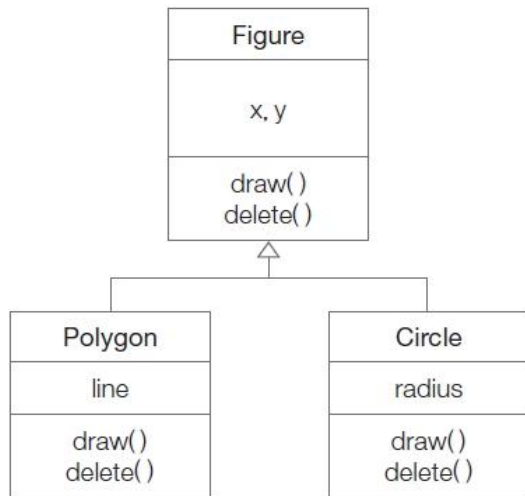 Figure
x, y
draw( )
delete( )
Polygon
line
draw( )
delete( )
Circle
radius
draw( )
delete( )